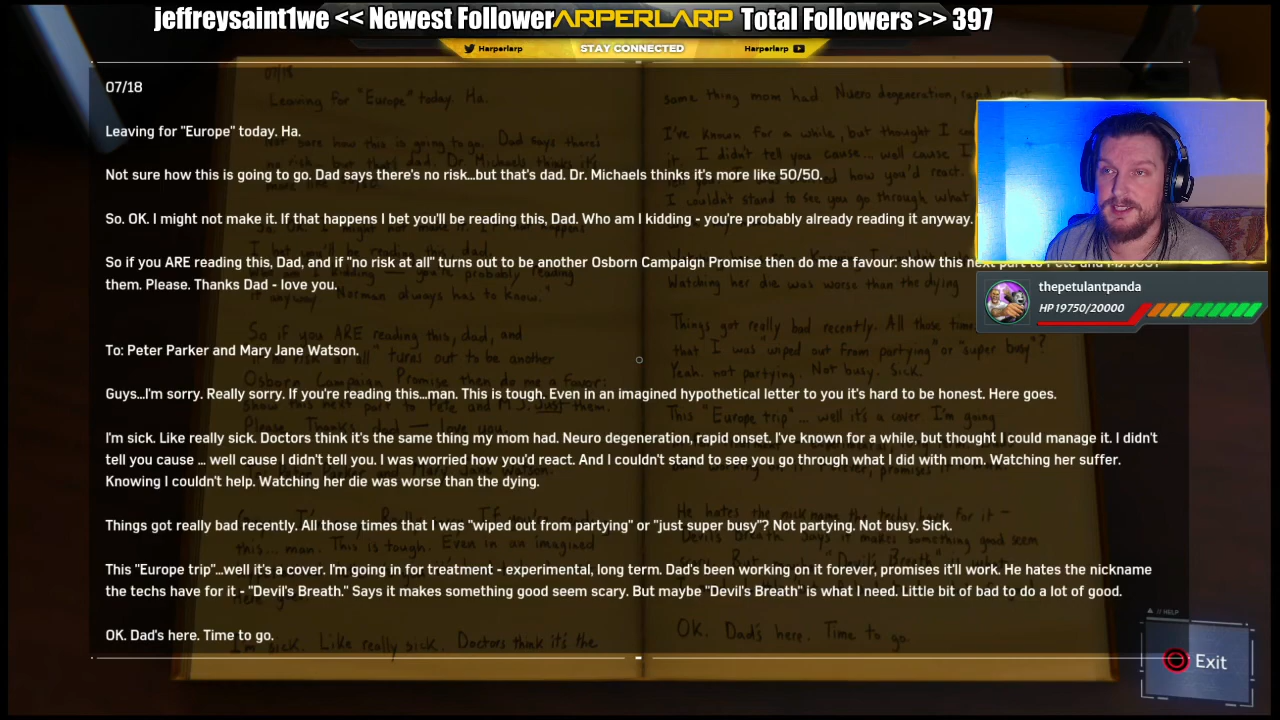 jeffreysaint1we << Newest Follower
ARPERLARP
Total Followers >> 397
Harperlarp
STAY CONNECTED
Harperlarp
07/18
Leaving for "Europe" today. Ha.
Not sure how this is going to go. Dad says there's no risk...but that's dad. Dr. Michaels thinks it's more like 50/50.
So. OK. I might not make it. If that happens I bet you'll be reading this, Dad. Who am I kidding - you're probably already reading it anyway.
So if you ARE reading this, Dad, and if "no risk at all" turns out to be another Osborn Campaign Promise then do me a favour: show this next part to Pete and
them. Please. Thanks Dad - love you.
To: Peter Parker and Mary Jane Watson.
Guys...I'm sorry. Really sorry. If you're reading this...man. This is tough. Even in an imagined hypothetical letter to you it's hard to be honest. Here goes.
I'm sick. Like really sick. Doctors think it's the same thing my mom had. Neuro degeneration, rapid onset. I've known for a while, but thought I could manage it. I didn't
tell you cause ... well cause I didn't tell you. I was worried how you'd react. And I couldn't stand to see you go through what I did with mom. Watching her suffer.
Knowing I couldn't help. Watching her die was worse than the dying.
Things got really bad recently. All those times that I was "wiped out from partying" or "just super busy"? Not partying. Not busy. Sick.
This "Europe trip"...well it's a cover. I'm going in for treatment - experimental, long term. Dad's been working on it forever, promises it'll work. He hates the nickname
the techs have for it - "Devil's Breath." Says it makes something good seem scary. But maybe "Devil's Breath" is what I need. Little bit of bad to do a lot of good.
OK. Dad's here. Time to go.
thepetulantpanda
HP 19750/20000
HELP
Exit